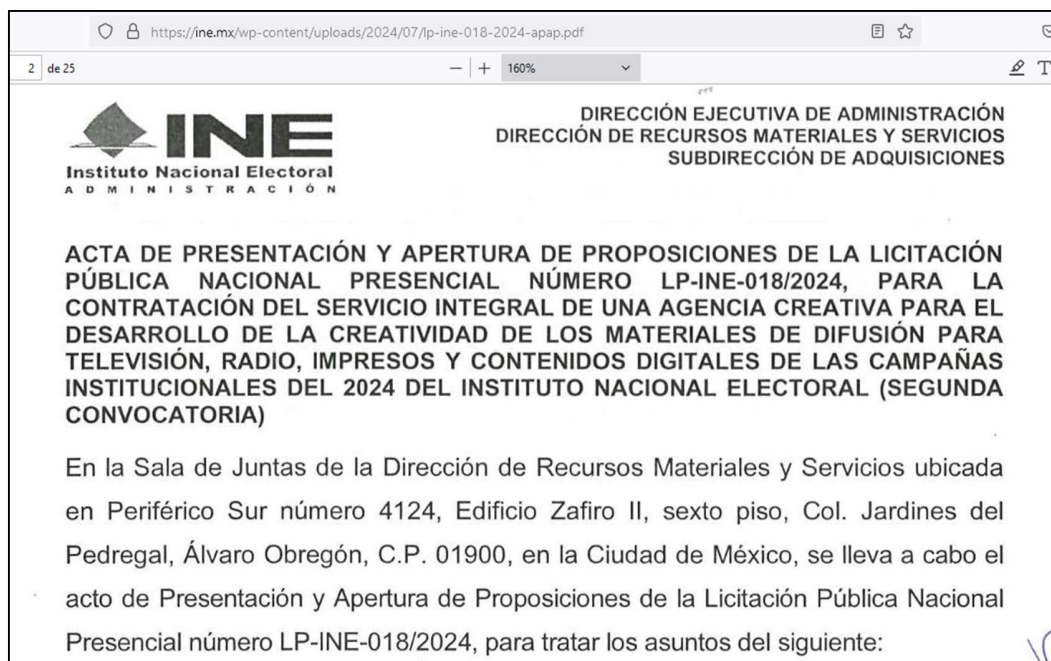 https://ine.mx/wp-content/uploads/2024/07/lp-ine-018-2024-apap.pdf
2 de 25
160%
INE
Instituto Nacional Electoral
ADMINISTRACIÓN
DIRECCIÓN EJECUTIVA DE ADMINISTRACIÓN
DIRECCIÓN DE RECURSOS MATERIALES Y SERVICIOS
SUBDIRECCIÓN DE ADQUISICIONES
ACTA DE PRESENTACIÓN Y APERTURA DE PROPOSICIONES DE LA LICITACIÓN
PÚBLICA NACIONAL PRESENCIAL NÚMERO LP-INE-018/2024, PARA LA
CONTRATACIÓN DEL SERVICIO INTEGRAL DE UNA AGENCIA CREATIVA PARA EL
DESARROLLO DE LA CREATIVIDAD DE LOS MATERIALES DE DIFUSIÓN PARA
TELEVISIÓN, RADIO, IMPRESOS Y CONTENIDOS DIGITALES DE LAS CAMPAÑAS
INSTITUCIONALES DEL 2024 DEL INSTITUTO NACIONAL ELECTORAL (SEGUNDA
CONVOCATORIA)
En la Sala de Juntas de la Dirección de Recursos Materiales y Servicios ubicada
en Periférico Sur número 4124, Edificio Zafiro II, sexto piso, Col. Jardines del
Pedregal, Álvaro Obregón, C.P. 01900, en la Ciudad de México, se lleva a cabo el
acto de Presentación y Apertura de Proposiciones de la Licitación Pública Nacional
Presencial número LP-INE-018/2024, para tratar los asuntos del siguiente: